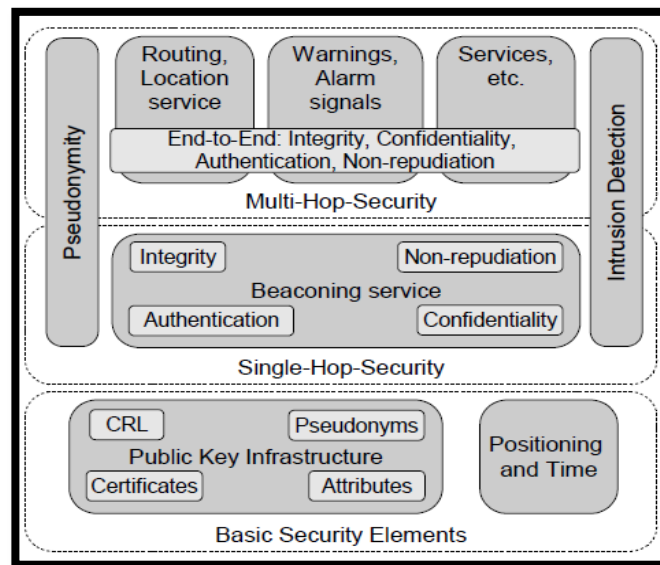 Routing,
Location
service
Warnings,
Alarm
signals
Services,
etc.
End-to-End: Integrity, Confidentiality,
Authentication, Non-repudiation
Multi-Hop-Security
Pseudonymity
Intrusion Detection
Integrity
Non-repudiation
Beaconing service
Authentication
Confidentiality
Single-Hop-Security
CRL
Pseudonyms
Public Key Infrastructure
Certificates
Attributes
Positioning
and Time
Basic Security Elements